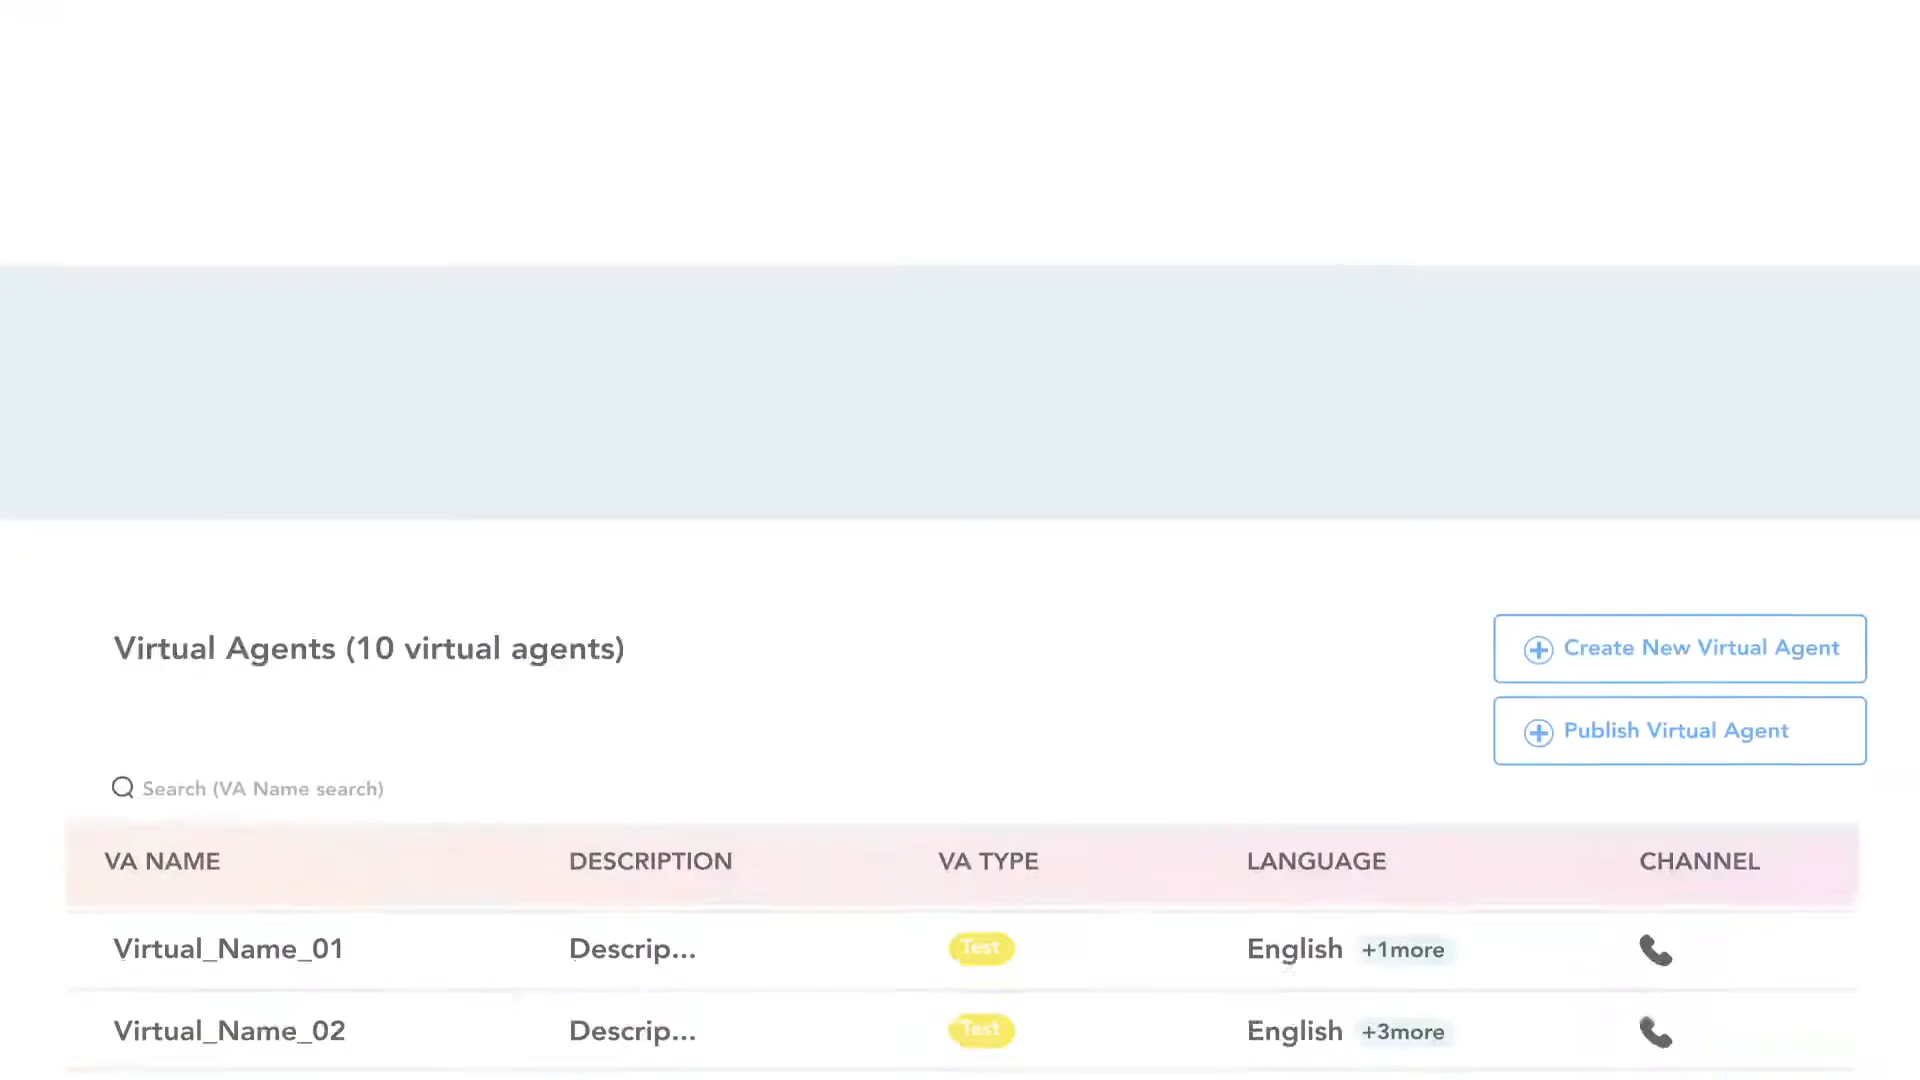 Virtual Agents (10 virtual agents)
Create New Virtual Agent
Publish Virtual Agent
Search (VA Name search)
VA NAME DESCRIPTION VA TYPE LANGUAGE CHANNEL
Virtual_Name_01 Descrip... Test English +1more
Virtual_Name_02 Descrip... Test English +3more